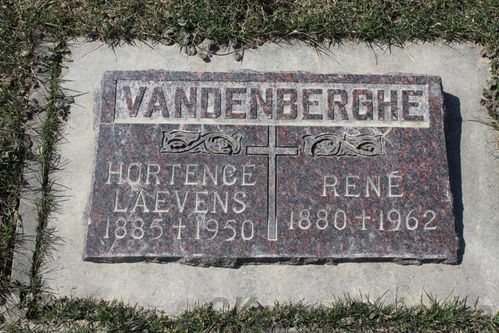 VANDENBERGHE
HORTENCE
LAEVENS
1885 + 1950
RENÉ
1880 + 1962